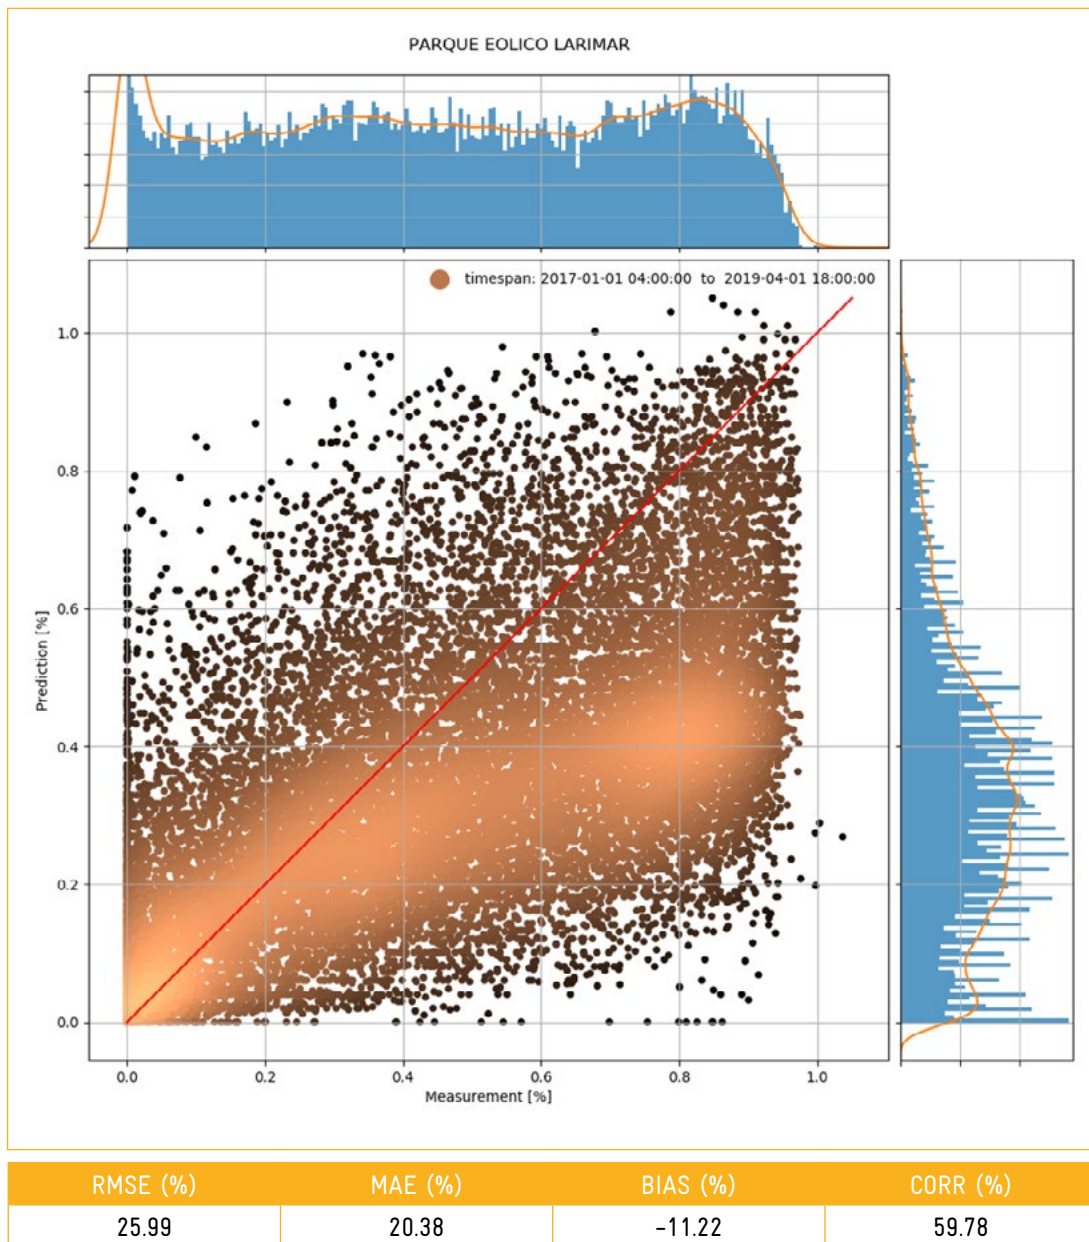 PARQUE EOLICO LARIMAR
timespan: 2017-01-01 04:00:00 to 2019-04-01 18:00:00
1.0
0.8
0.6
0.4
0.2
0.0
Prediction [%]
0.0 0.2 0.4 0.6 0.8 1.0
Measurement [%]
RMSE (%) MAE (%) BIAS (%) CORR (%)
25.99 20.38 -11.22 59.78